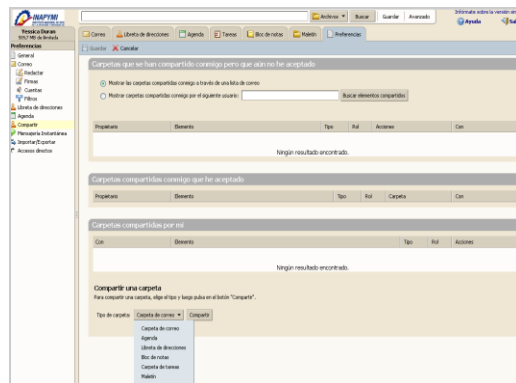 INAPYMI
Archivos
Buscar
Guardar
Avanzado
Infórmate sobre la versión en
Ayuda
Yessica Duran
Correo
Libreta de direcciones
Agenda
Tareas
Bloc de notas
Maletín
Preferencias
Guardar
Cancelar
Preferencias
General
Correo
Redactar
Firmas
Cuentas
Filtros
Libreta de direcciones
Agenda
Compartir
Mensajería Instantánea
Importar/Exportar
Accesos directos
Carpetas que se han compartido conmigo pero que aún no he aceptado
Mostrar las carpetas compartidas conmigo a través de una lista de correo
Mostrar carpetas compartidas conmigo por el siguiente usuario:
Buscar elementos compartidos
Propietario Elemento Tipo Rol Acciones Con
Ningún resultado encontrado.
Carpetas compartidas conmigo que he aceptado
Propietario Elemento Tipo Rol Carpeta Con
Carpetas compartidas por mí
Con Elemento Tipo Rol Acciones
Ningún resultado encontrado.
Compartir una carpeta
Para compartir una carpeta, elige el tipo y luego pulsa en el botón "Compartir".
Tipo de carpeta: Carpeta de correo Compartir
Carpeta de correo
Agenda
Libreta de direcciones
Bloc de notas
Carpeta de tareas
Maletín